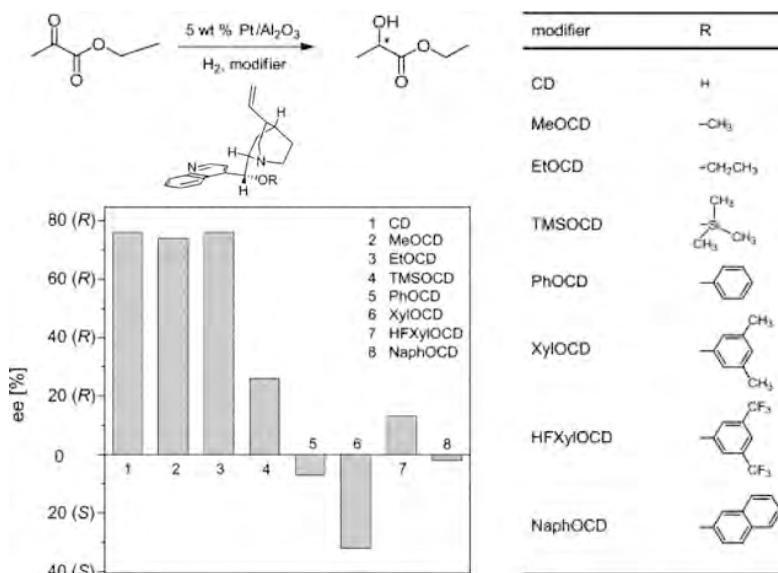 O
O
O
5 wt % Pt/Al₂O₃
H₂, modifier
OH
*
O
O
H
H
N
N
OR
H
ee [%]
80 (R)
60 (R)
40 (R)
20 (R)
0
20 (S)
40 (S)
1 CD
2 MeOCD
3 EtOCD
4 TMSOCD
5 PhOCD
6 XylOCD
7 HFXylOCD
8 NaphOCD
1 2 3 4 5 6 7 8
modifier R
CD H
MeOCD -CH₃
EtOCD -CH₂CH₃
CH₃
TMSOCD -Si
CH₃ CH₃
PhOCD
CH₃
XylOCD
CH₃
CF₃
HFXylOCD
CF₃
NaphOCD